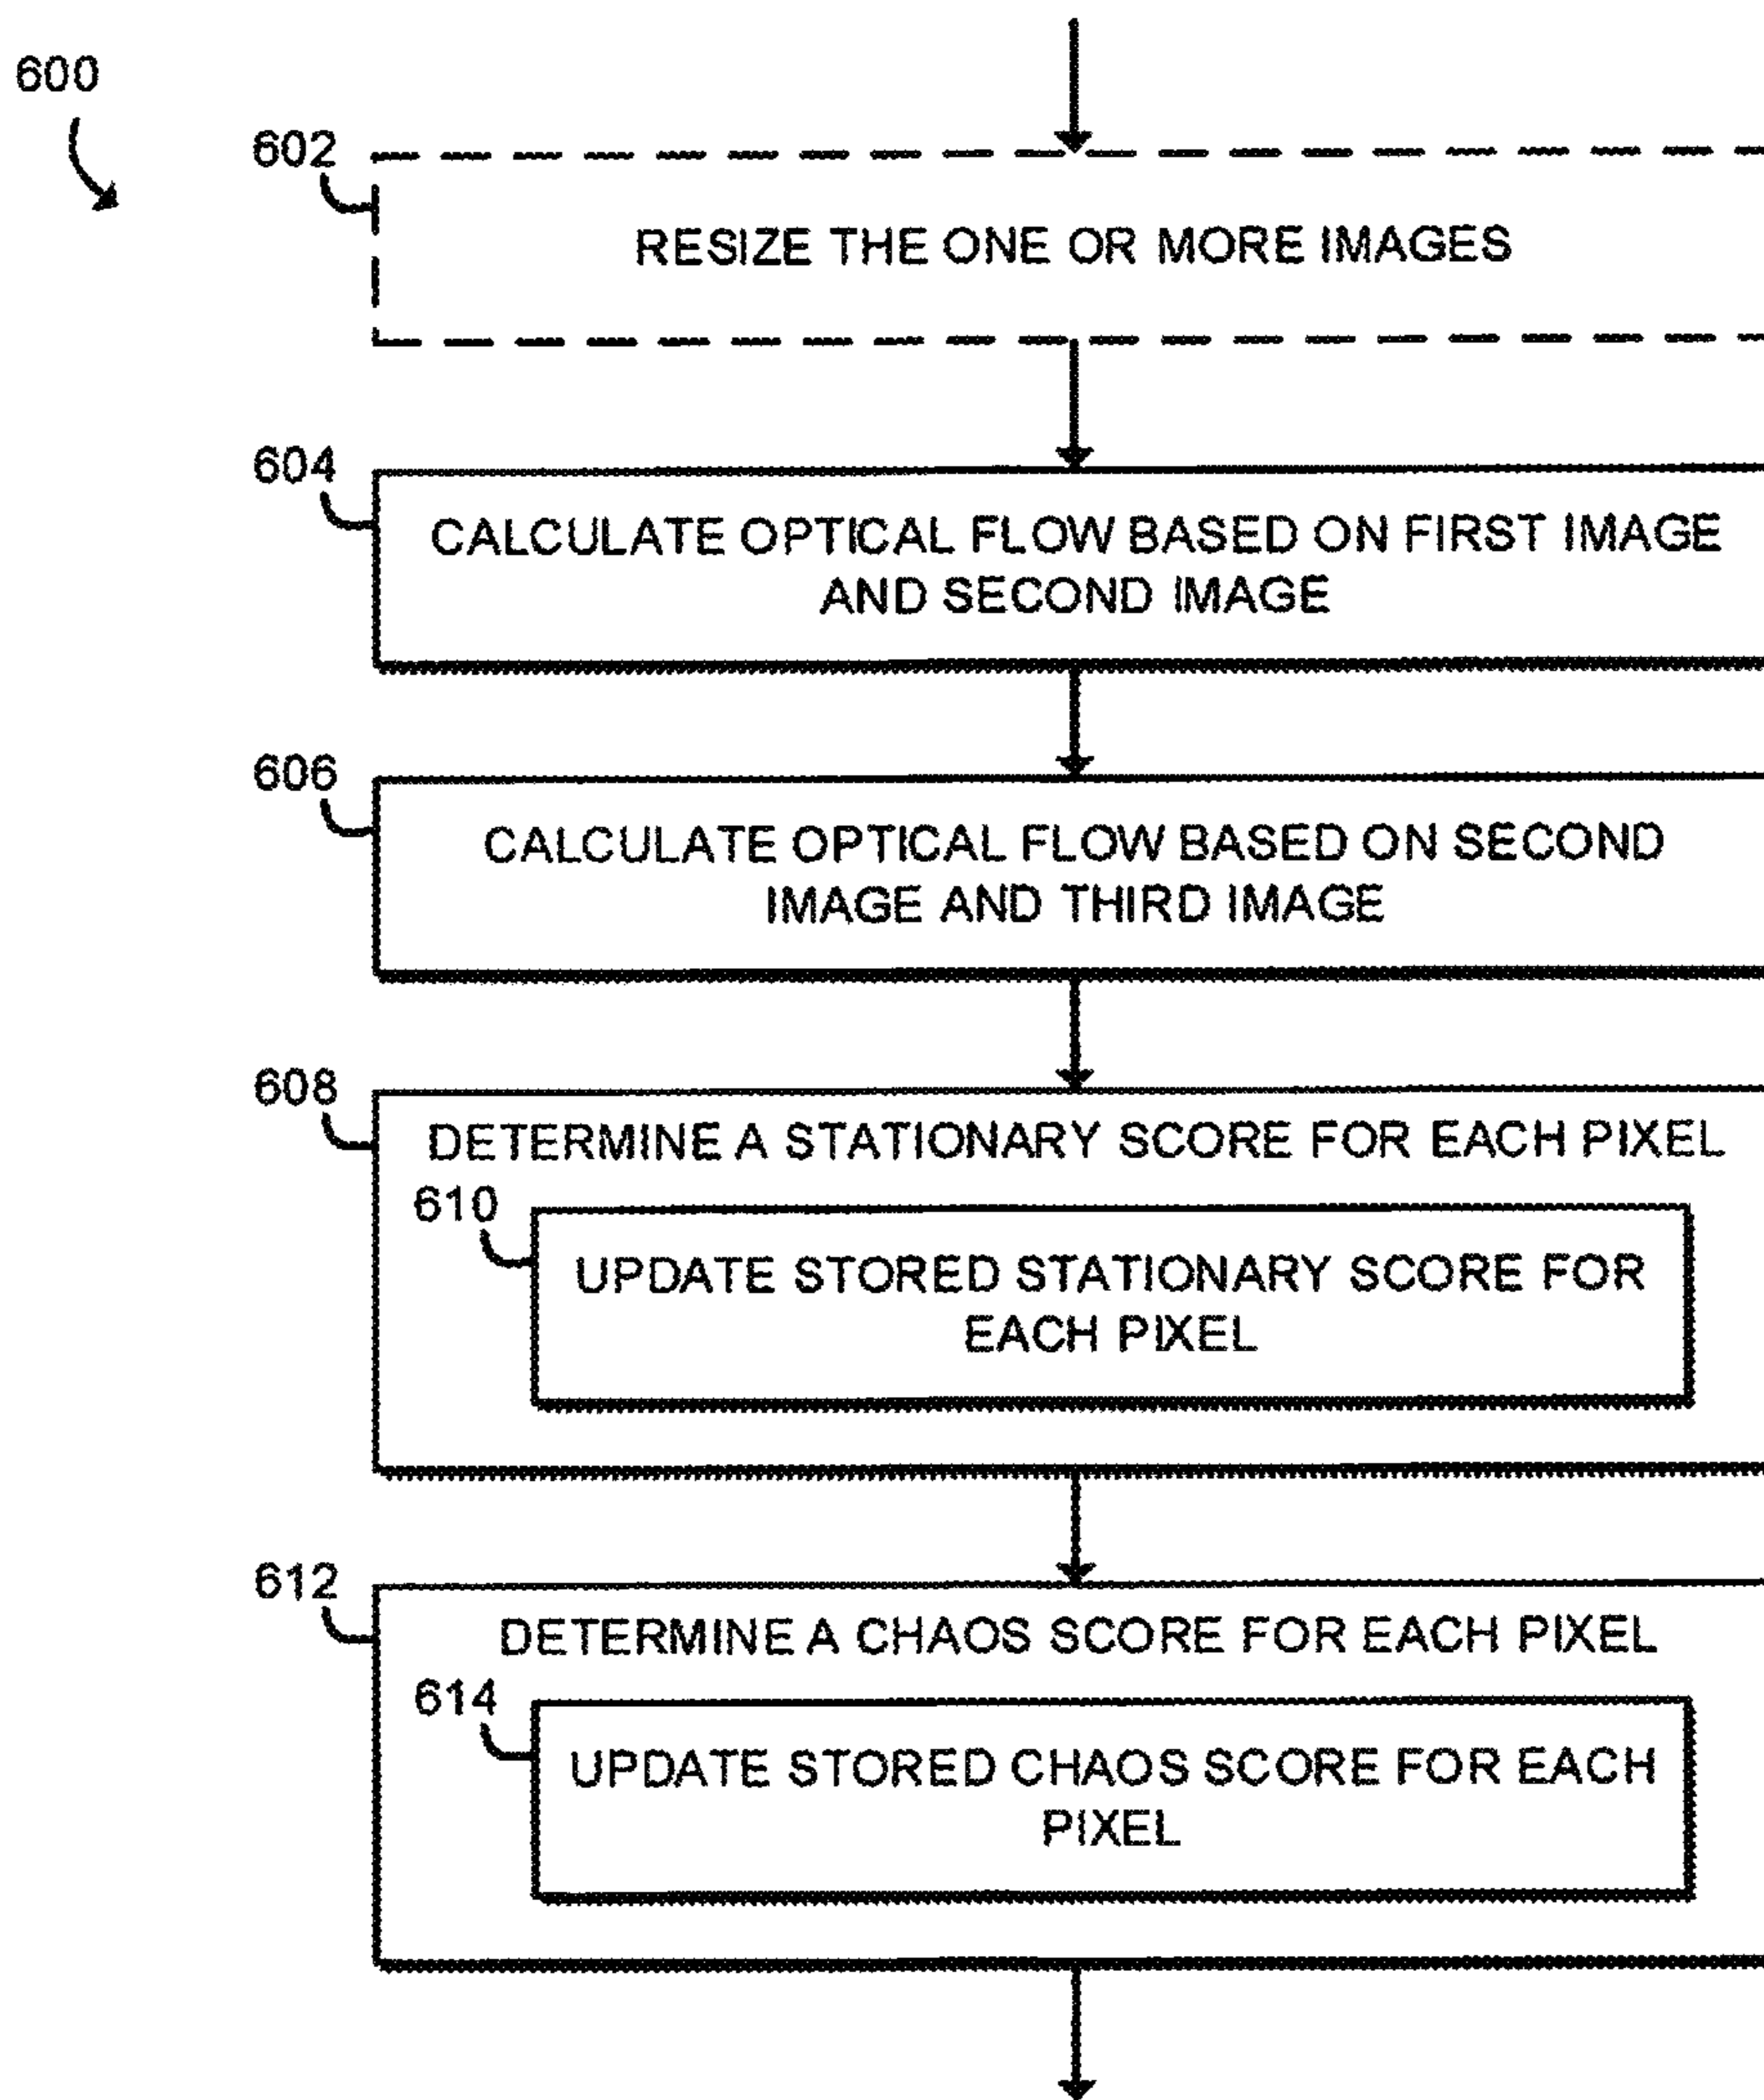 600
602
RESIZE THE ONE OR MORE IMAGES
604
CALCULATE OPTICAL FLOW BASED ON FIRST IMAGE
AND SECOND IMAGE
606
CALCULATE OPTICAL FLOW BASED ON SECOND
IMAGE AND THIRD IMAGE
608
DETERMINE A STATIONARY SCORE FOR EACH PIXEL
610
UPDATE STORED STATIONARY SCORE FOR
EACH PIXEL
612
DETERMINE A CHAOS SCORE FOR EACH PIXEL
614
UPDATE STORED CHAOS SCORE FOR EACH
PIXEL